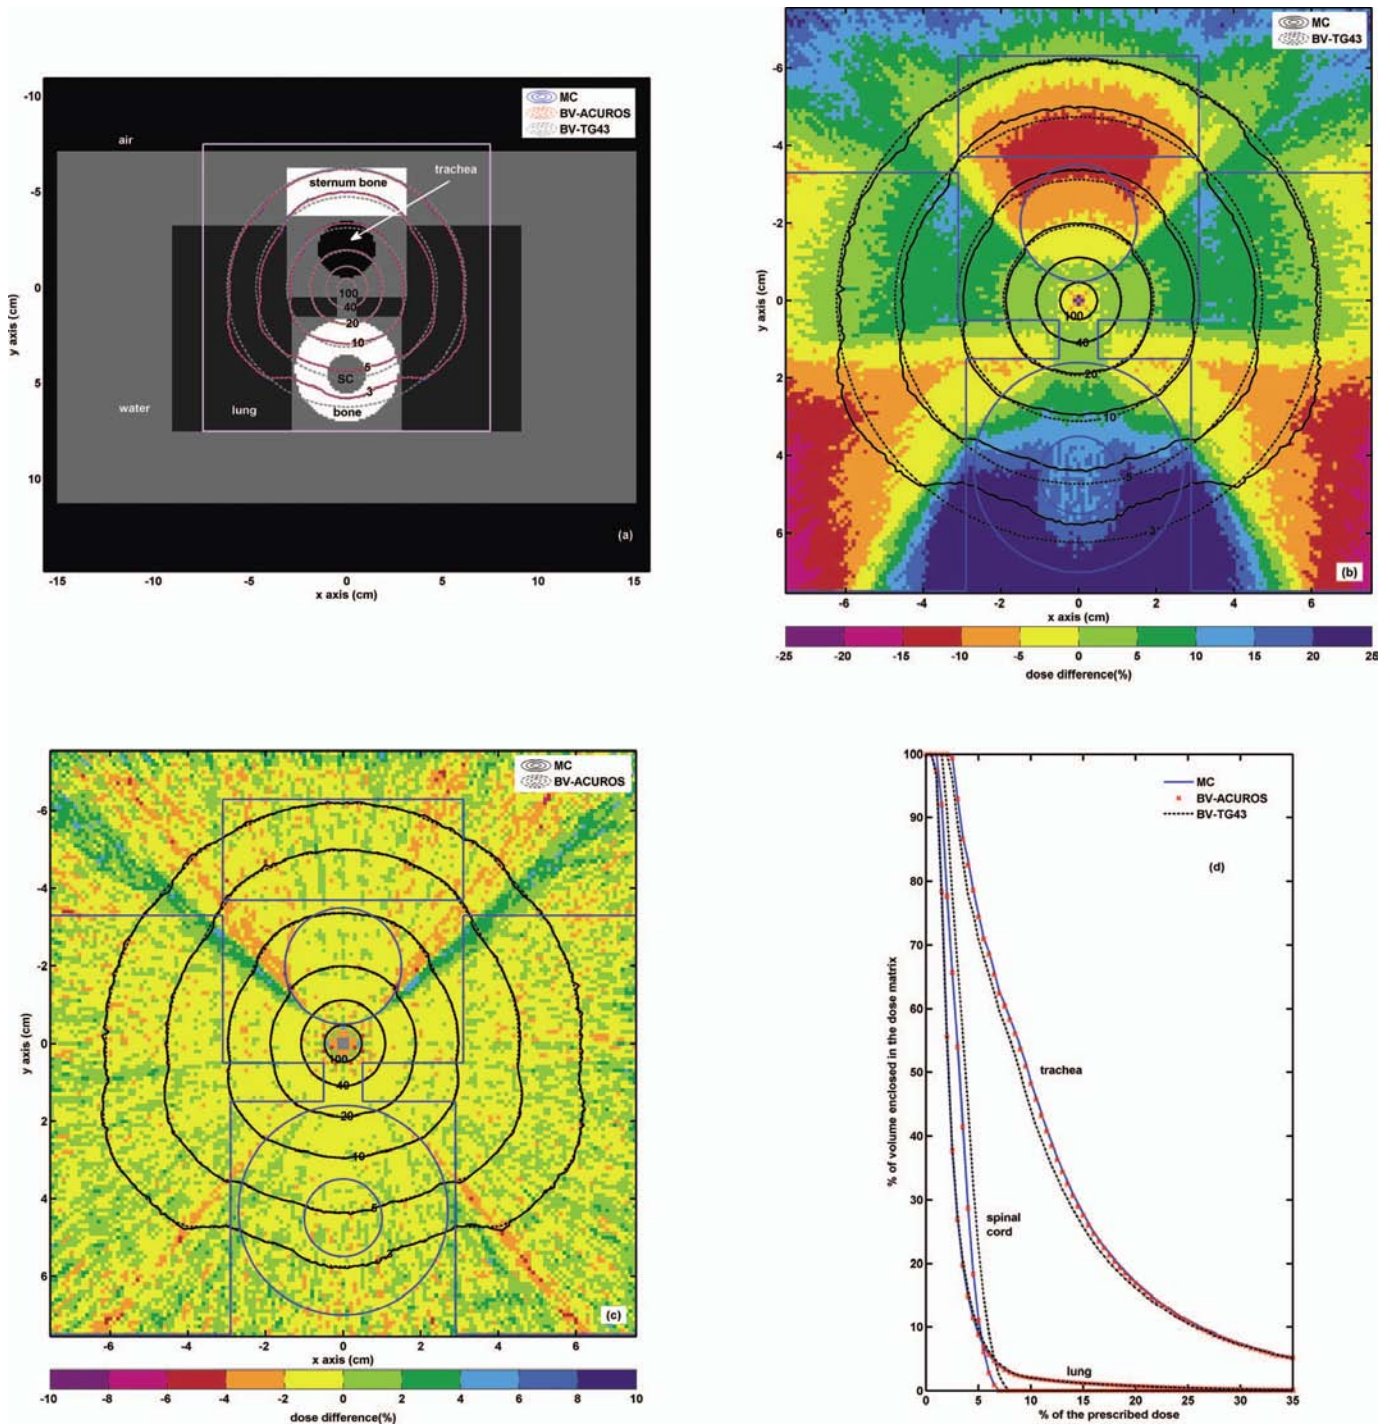 MC
BV-ACUROS
BV-TG43
air
trachea
sternum bone
100
40
20
10
5
3
SC
bone
water
lung
(a)
-10
-5
0
5
10
y axis (cm)
-15 -10 -5 0 5 10 15
x axis (cm)
MC
BV-TG43
-6
-4
-2
0
2
4
6
y axis (cm)
100
40
20
10
5
3
(b)
-6 -4 -2 0 2 4 6
x axis (cm)
-25 -20 -15 -10 -5 0 5 10 15 20 25
dose difference(%)
MC
BV-ACUROS
-6
-4
-2
0
2
4
6
y axis (cm)
100
40
20
10
5
(c)
-6 -4 -2 0 2 4 6
x axis (cm)
-10 -8 -6 -4 -2 0 2 4 6 8 10
dose difference(%)
100
90
80
70
60
50
40
30
20
10
0
% of volume enclosed in the dose matrix
MC
BV-ACUROS
BV-TG43
(d)
trachea
spinal
cord
lung
0 5 10 15 20 25 30 35
% of the prescribed dose